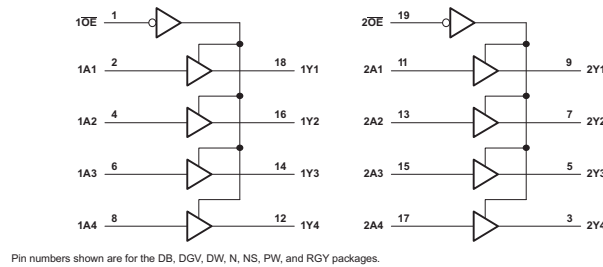 1OE 1
2OE 19
1A1 2 18 1Y1
2A1 11 9 2Y1
1A2 4 16 1Y2
2A2 13 7 2Y2
1A3 6 14 1Y3
2A3 15 5 2Y3
1A4 8 12 1Y4
2A4 17 3 2Y4
Pin numbers shown are for the DB, DGV, DW, N, NS, PW, and RGY packages.